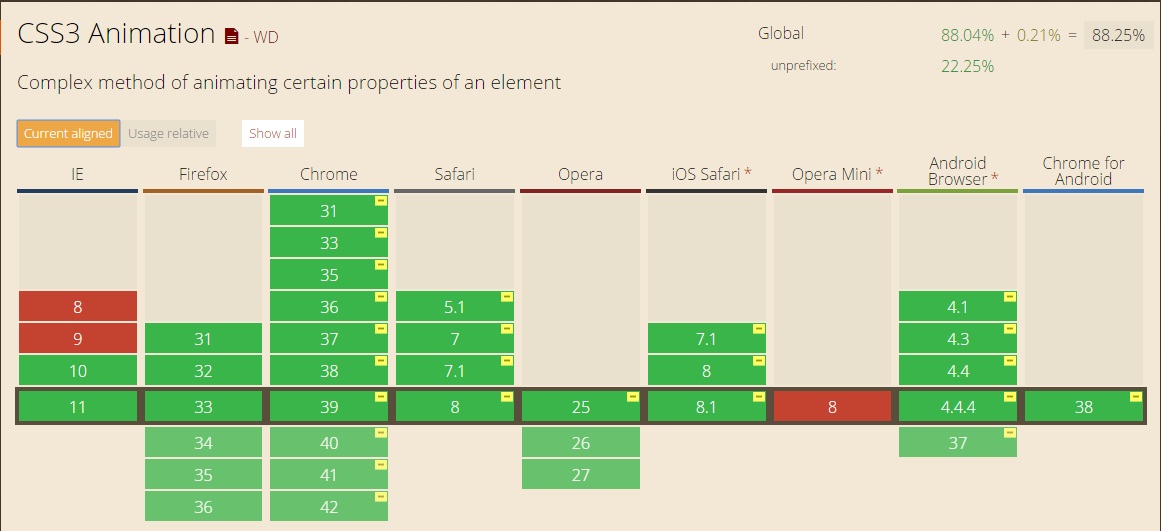 CSS3 Animation - WD
Global 88.04% + 0.21% = 88.25%
unprefixed: 22.25%
Complex method of animating certain properties of an element
Current aligned Usage relative Show all
IE Firefox Chrome Safari Opera iOS Safari * Opera Mini * Android Browser * Chrome for Android
31
33
35
8 36 5.1 4.1
9 31 37 7 7.1 4.3
10 32 38 7.1 8 4.4
11 33 39 8 25 8.1 8 4.4.4 38
34 40 26 37
35 41 27
36 42